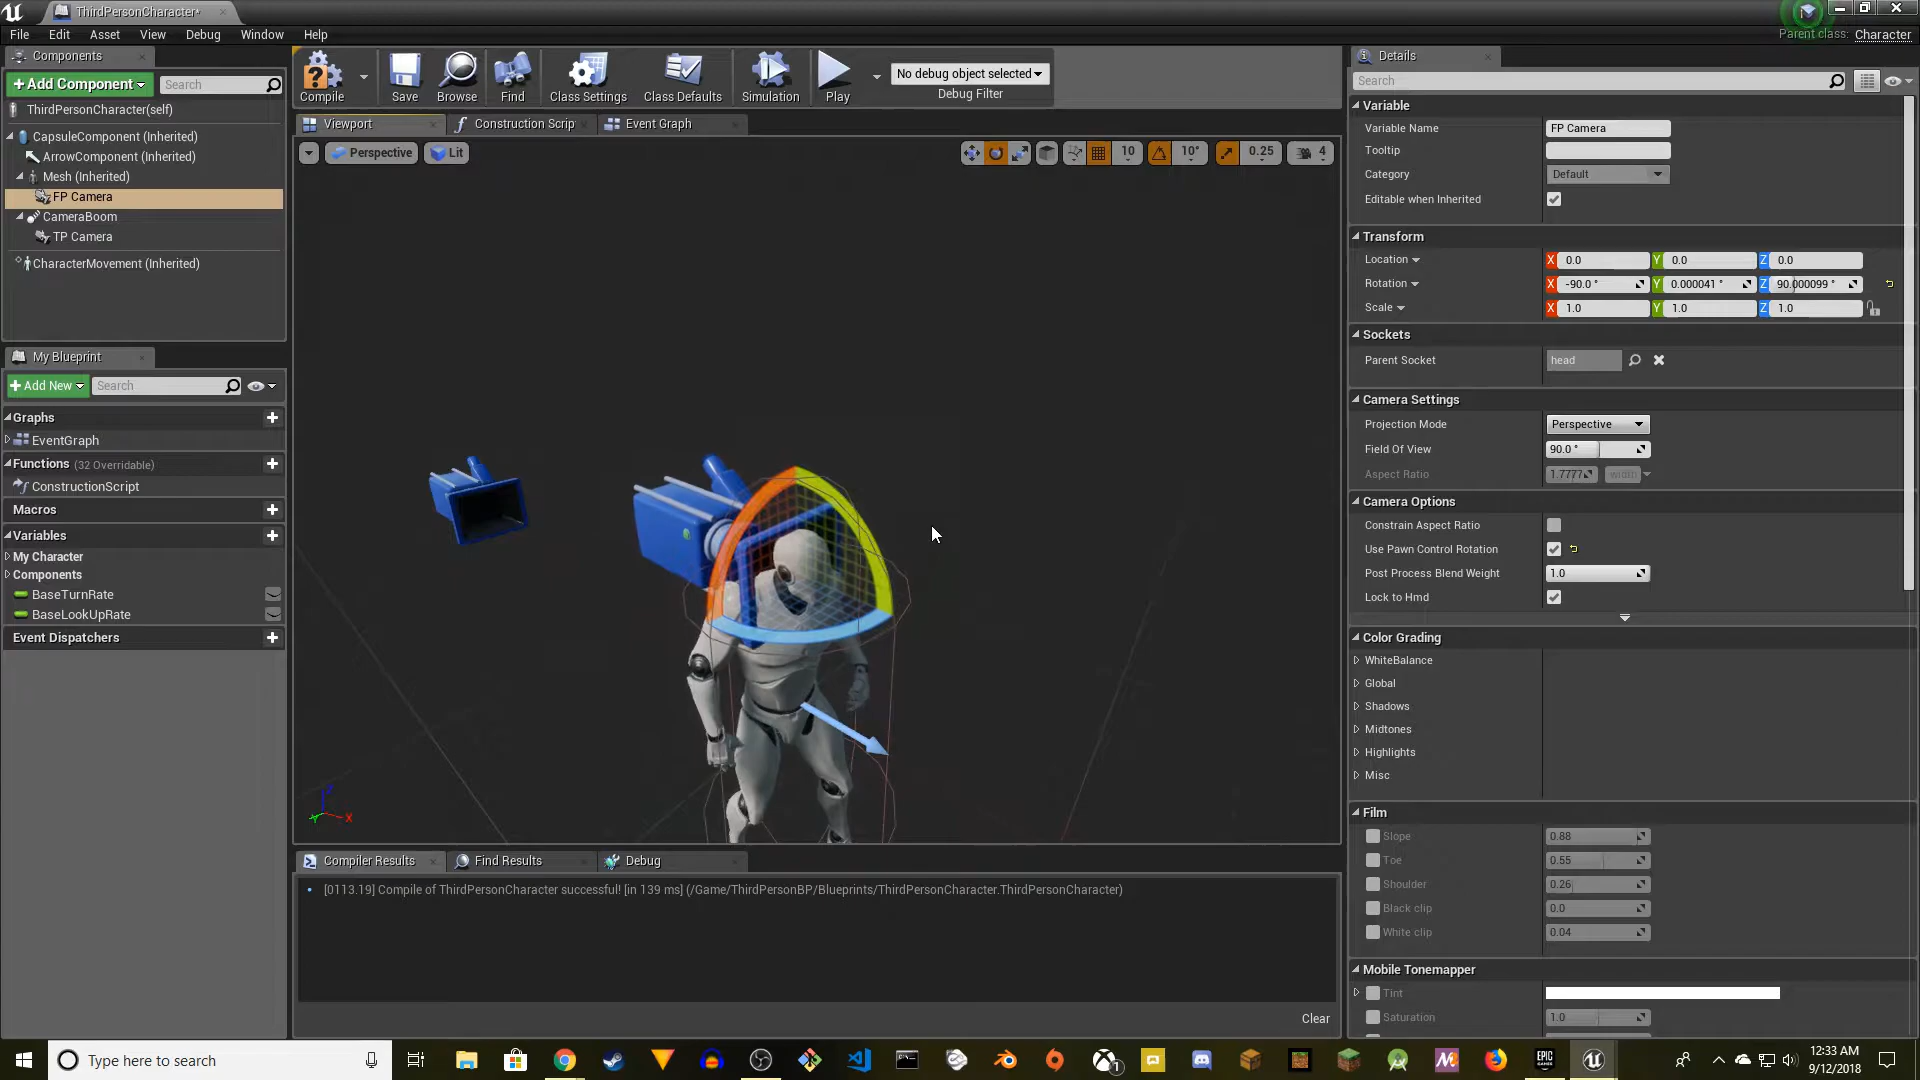 ThirdPersonCharacter*
File Edit Asset View Debug Window Help
Parent class: Character
Components
+Add Component
Search
ThirdPersonCharacter(self)
CapsuleComponent (Inherited)
ArrowComponent (Inherited)
Mesh (Inherited)
FP Camera
CameraBoom
TP Camera
CharacterMovement (Inherited)
My Blueprint
+Add New
Search
Graphs
EventGraph
Functions (32 Overridable)
ConstructionScript
Macros
Variables
My Character
Components
BaseTurnRate
BaseLookUpRate
Event Dispatchers
Compile Save Browse Find Class Settings Class Defaults Simulation Play
No debug object selected
Debug Filter
Viewport Construction Scrip Event Graph
Perspective Lit
10 10° 0.25 4
Z
Y X
Compiler Results Find Results Debug
[0113.19] Compile of ThirdPersonCharacter successful! [in 139 ms] (/Game/ThirdPersonBP/Blueprints/ThirdPersonCharacter.ThirdPersonCharacter)
Clear
Details
Search
Variable
Variable Name FP Camera
Tooltip
Category Default
Editable when Inherited
Transform
Location X 0.0 Y 0.0 Z 0.0
Rotation X -90.0 ° Y 0.000041 ° Z 90.000099 °
Scale X 1.0 Y 1.0 Z 1.0
Sockets
Parent Socket head
Camera Settings
Projection Mode Perspective
Field Of View 90.0 °
Aspect Ratio 1.7777 width
Camera Options
Constrain Aspect Ratio
Use Pawn Control Rotation
Post Process Blend Weight 1.0
Lock to Hmd
Color Grading
WhiteBalance
Global
Shadows
Midtones
Highlights
Misc
Film
Slope 0.88
Toe 0.55
Shoulder 0.26
Black clip 0.0
White clip 0.04
Mobile Tonemapper
Tint
Saturation 1.0
Type here to search
EPIC GAMES
12:33 AM
9/12/2018